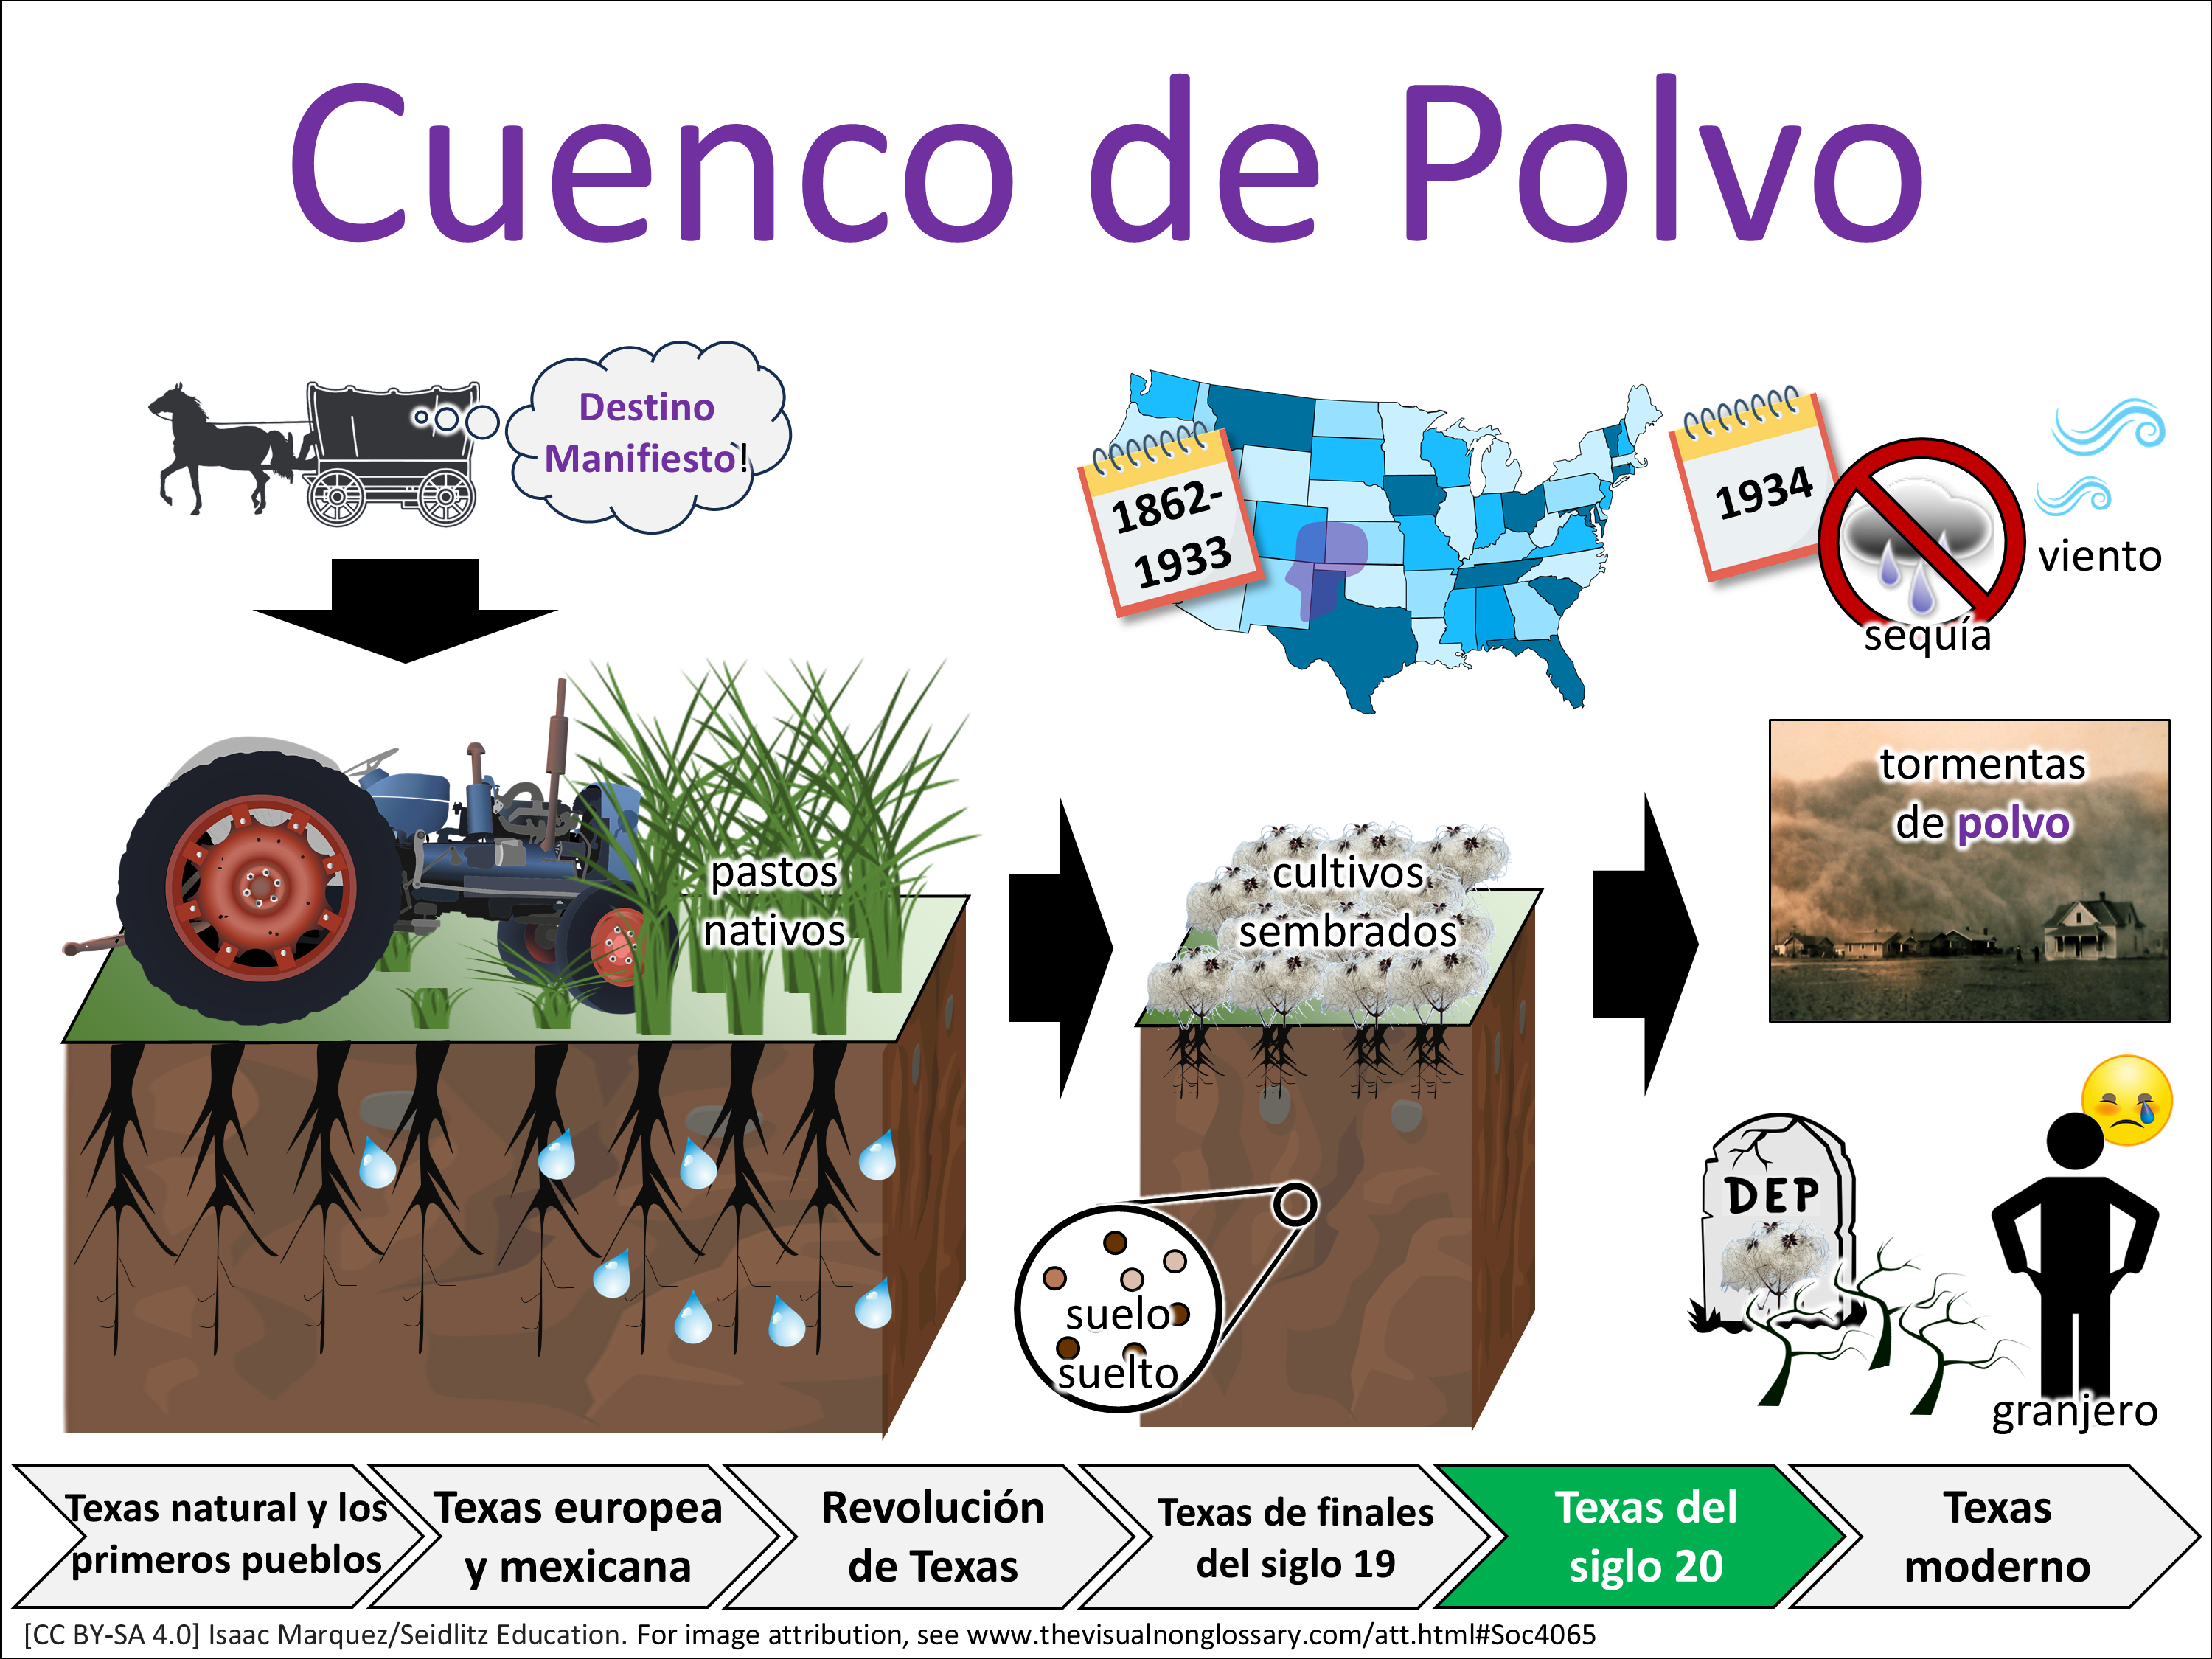 Cuenco de Polvo
Destino
Manifiesto!
1862-
1933
1934
sequía
viento
pastos
nativos
cultivos
sembrados
tormentas
de polvo
suelo
suelto
DEP
granjero
Texas natural y los
primeros pueblos
Texas europea
y mexicana
Revolución
de Texas
Texas de finales
del siglo 19
Texas del
siglo 20
Texas
moderno
[CC BY-SA 4.0] Isaac Marquez/Seidlitz Education. For image attribution, see www.thevisualnonglossary.com/att.html#Soc4065